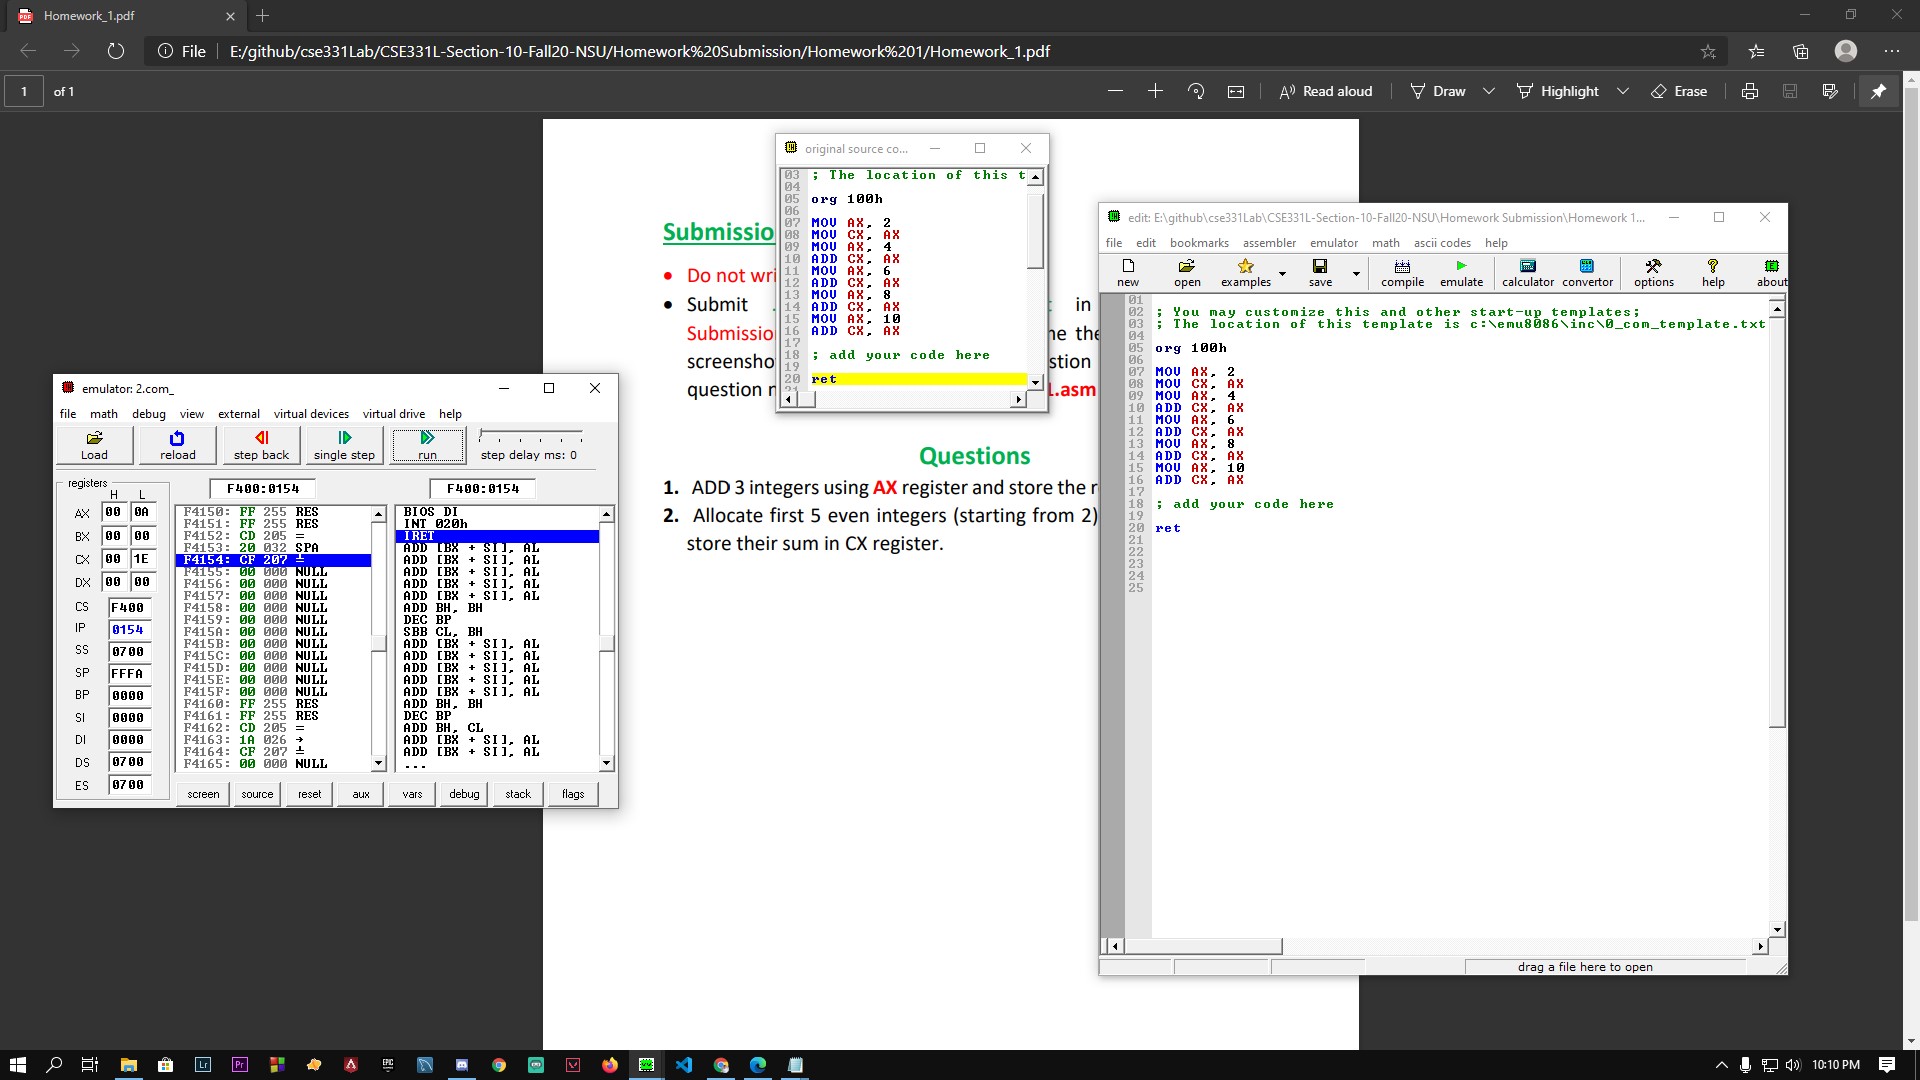 Homework_1.pdf
File
E:/github/cse331Lab/CSE331L-Section-10-Fall20-NSU/Homework%20Submission/Homework%201/Homework_1.pdf
1 of 1
Read aloud
Draw
Highlight
Erase
original source co...
03 ; The location of this t
04
05 org 100h
06
07 MOV AX, 2
08 MOV CX, AX
09 MOV AX, 4
10 ADD CX, AX
11 MOV AX, 6
12 ADD CX, AX
13 MOV AX, 8
14 ADD CX, AX
15 MOV AX, 10
16 ADD CX, AX
17
18 ; add your code here
19
20 ret
21
Submissio
• Do not wri
• Submit in
Submissio me the
screensho stion
question n 1.asm
Questions
1. ADD 3 integers using AX register and store the r
2. Allocate first 5 even integers (starting from 2)
store their sum in CX register.
emulator: 2.com_
file math debug view external virtual devices virtual drive help
Load reload step back single step run step delay ms: 0
registers
H L
F400:0154 F400:0154
AX 00 0A
BX 00 00
CX 00 1E
DX 00 00
CS F400
IP 0154
SS 0700
SP FFFA
BP 0000
SI 0000
DI 0000
DS 0700
ES 0700
F4150: FF 255 RES
F4151: FF 255 RES
F4152: CD 205 =
F4153: 20 032 SPA
F4154: CF 207 ╧
F4155: 00 000 NULL
F4156: 00 000 NULL
F4157: 00 000 NULL
F4158: 00 000 NULL
F4159: 00 000 NULL
F415A: 00 000 NULL
F415B: 00 000 NULL
F415C: 00 000 NULL
F415D: 00 000 NULL
F415E: 00 000 NULL
F415F: 00 000 NULL
F4160: FF 255 RES
F4161: FF 255 RES
F4162: CD 205 =
F4163: 1A 026 →
F4164: CF 207 ╧
F4165: 00 000 NULL
BIOS DI
INT 020h
IRET
ADD [BX + SI], AL
ADD [BX + SI], AL
ADD [BX + SI], AL
ADD [BX + SI], AL
ADD [BX + SI], AL
ADD BH, BH
DEC BP
SBB CL, BH
ADD [BX + SI], AL
ADD [BX + SI], AL
ADD [BX + SI], AL
ADD [BX + SI], AL
ADD [BX + SI], AL
ADD BH, BH
DEC BP
ADD BH, CL
ADD [BX + SI], AL
ADD [BX + SI], AL
...
screen source reset aux vars debug stack flags
edit: E:\github\cse331Lab\CSE331L-Section-10-Fall20-NSU\Homework Submission\Homework 1...
file edit bookmarks assembler emulator math ascii codes help
new open examples save compile emulate calculator convertor options help about
01
02 ; You may customize this and other start-up templates;
03 ; The location of this template is c:\emu8086\inc\0_com_template.txt
04
05 org 100h
06
07 MOV AX, 2
08 MOV CX, AX
09 MOV AX, 4
10 ADD CX, AX
11 MOV AX, 6
12 ADD CX, AX
13 MOV AX, 8
14 ADD CX, AX
15 MOV AX, 10
16 ADD CX, AX
17
18 ; add your code here
19
20 ret
21
22
23
24
25
drag a file here to open
Lr Pr EPIC
10:10 PM